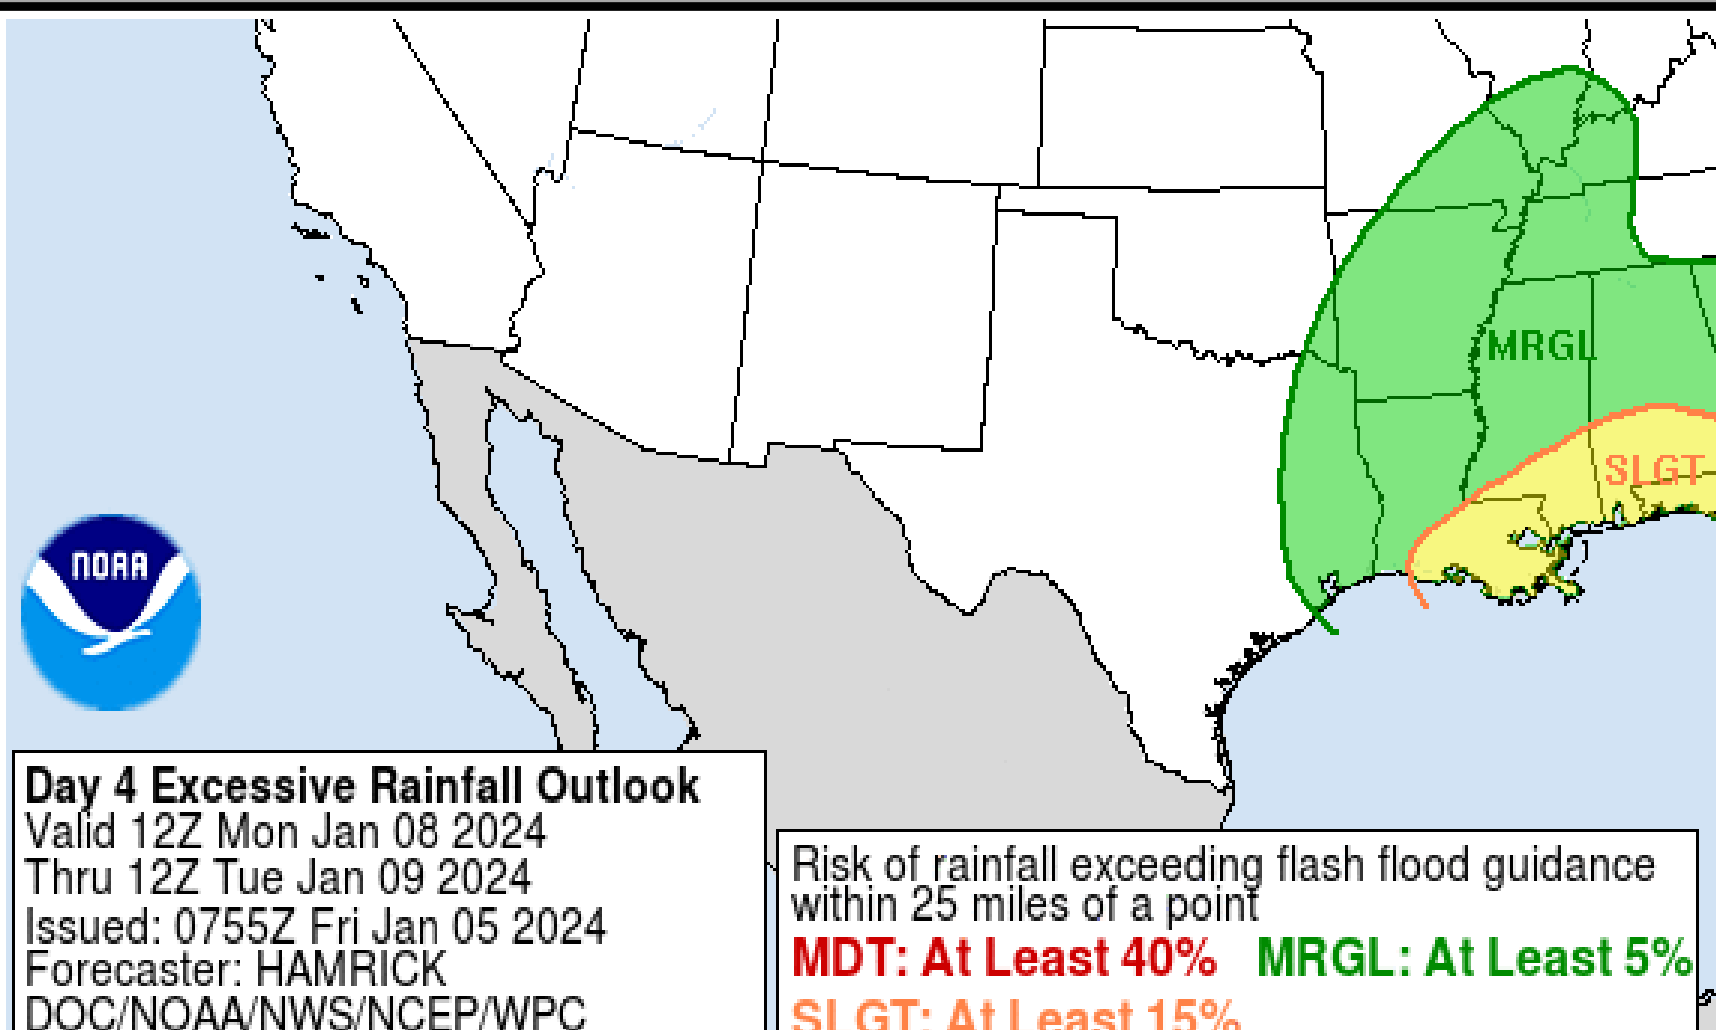 MRGL
SLGT
NOAA
Day 4 Excessive Rainfall Outlook
Valid 12Z Mon Jan 08 2024
Thru 12Z Tue Jan 09 2024
Issued: 0755Z Fri Jan 05 2024
Forecaster: HAMRICK
DOC/NOAA/NWS/NCEP/WPC
Risk of rainfall exceeding flash flood guidance
within 25 miles of a point
MDT: At Least 40% MRGL: At Least 5%
SLGT: At Least 15%